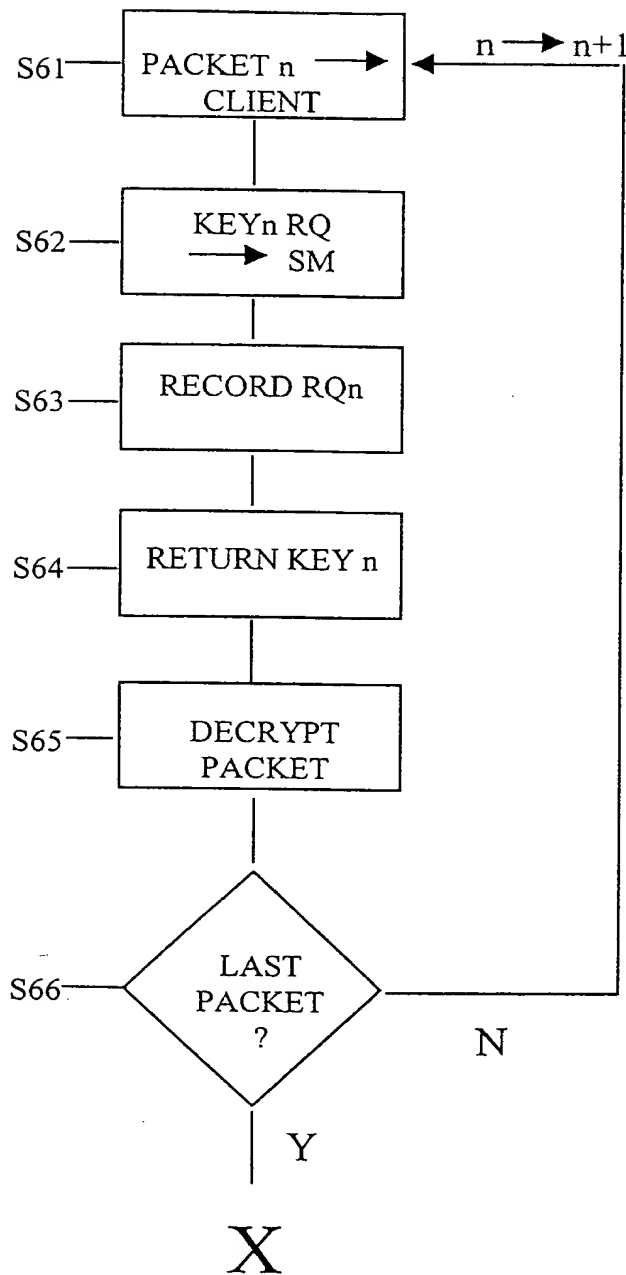 n → n+1
S61 PACKET n →
CLIENT
S62 KEYn RQ
→ SM
S63 RECORD RQn
S64 RETURN KEY n
S65 DECRYPT
PACKET
LAST
S66 PACKET
?
N
Y
X